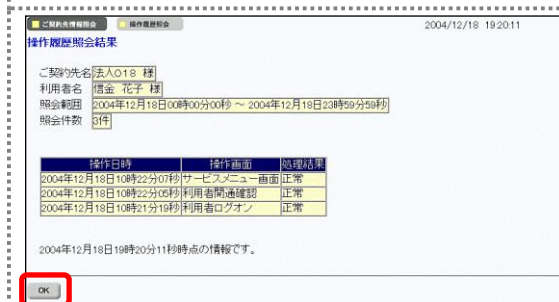 ご契約先情報照会 操作履歴照会 2004/12/18 19:20:11
操作履歴照会結果
ご契約先名 法人018 様
利用者名 信金 花子 様
照会範囲 2004年12月18日00時00分00秒 ～ 2004年12月18日23時59分59秒
照会件数 3件
操作日時 操作画面 処理結果
2004年12月18日10時22分07秒 サービスメニュー画面 正常
2004年12月18日10時22分05秒 利用者開通確認 正常
2004年12月18日10時21分19秒 利用者ログオン 正常
2004年12月18日19時20分11秒時点の情報です。
OK